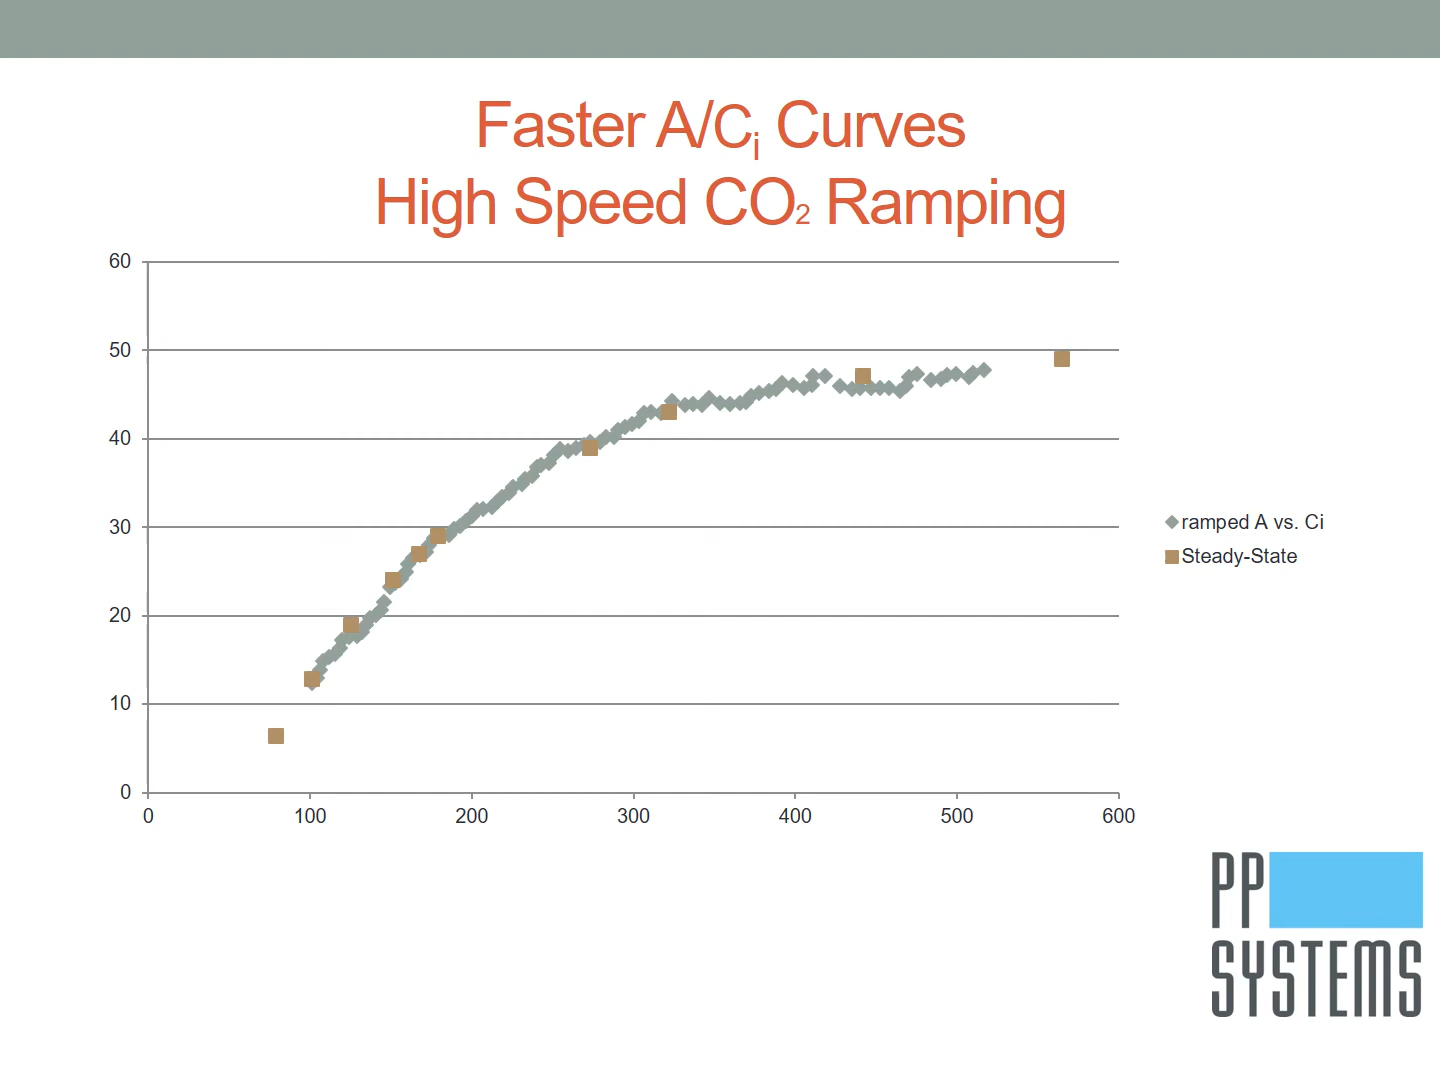 Faster A/Ci Curves
High Speed CO2 Ramping
60
50
40
30
20
10
0
0 100 200 300 400 500 600
ramped A vs. Ci
Steady-State
PP
SYSTEMS